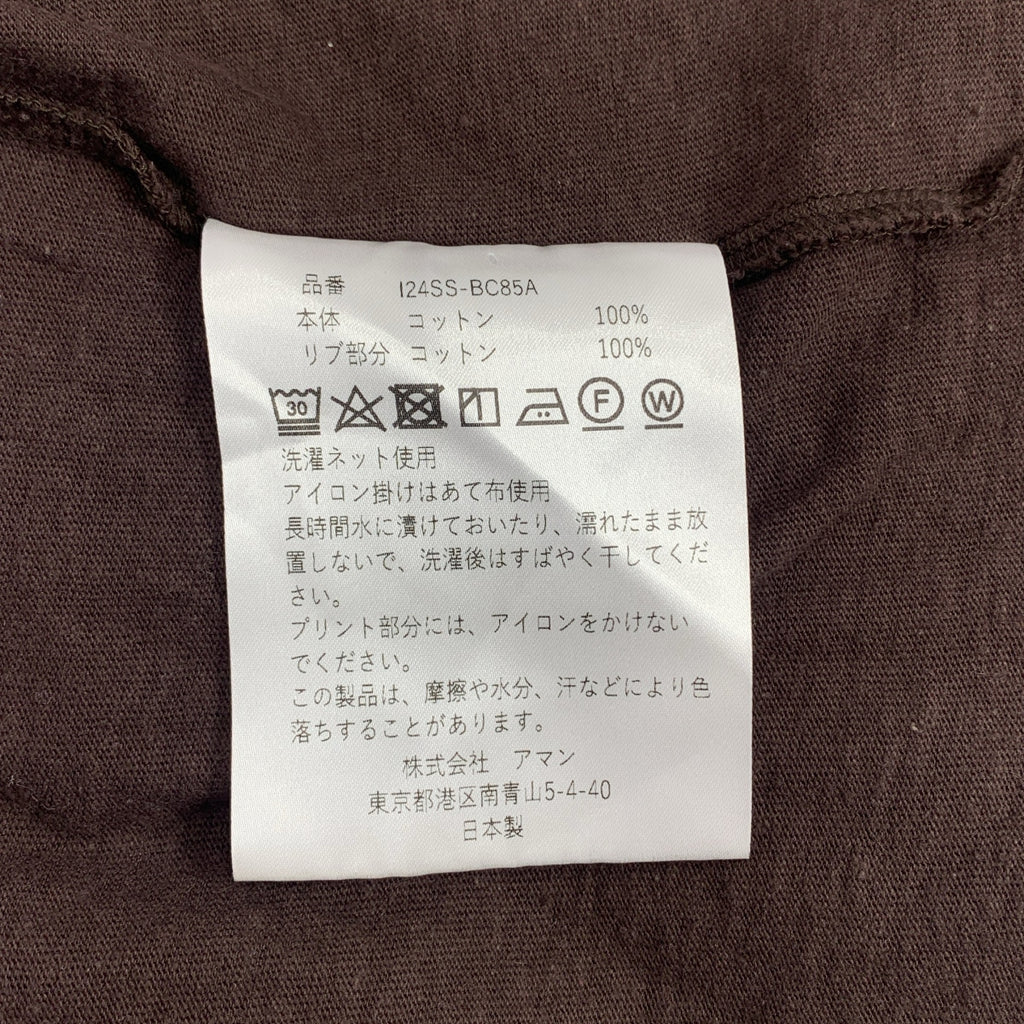 品番 I24SS-BC85A
本体 コットン 100%
リブ部分 コットン 100%
30 F W
洗濯ネット使用
アイロン掛けはあて布使用
長時間水に漬けておいたり、濡れたまま放
置しないで、洗濯後はすばやく干してくだ
さい。
プリント部分には、アイロンをかけない
でください。
この製品は、摩擦や水分、汗などにより色
落ちすることがあります。
株式会社 アマン
東京都港区南青山5-4-40
日本製